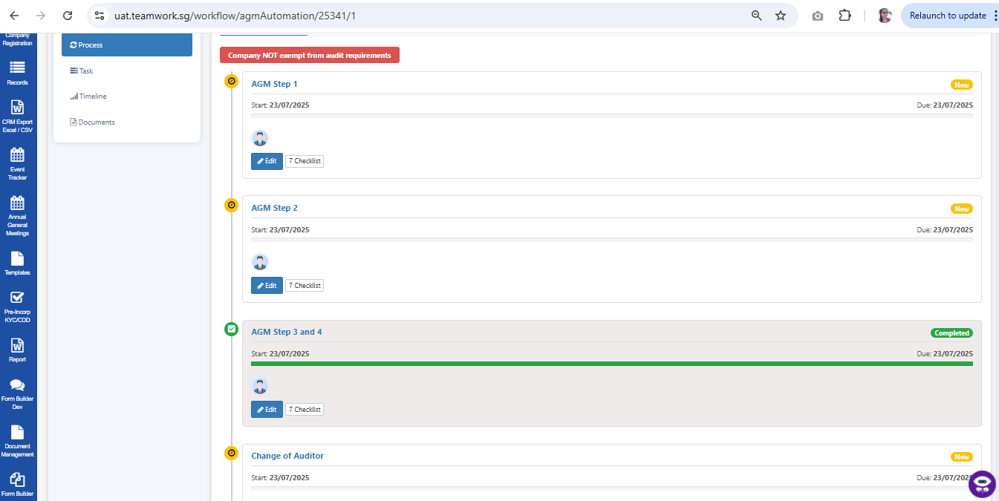 uat.teamwork.sg/workflow/agmAutomation/25341/1
Relaunch to update
Company
Registration
Records
CRM Export
Excel / CSV
Event
Tracker
Annual
General
Meetings
Templates
Pre-Incorp
KYC/CDD
Report
Form Builder
Dev
Document
Management
Form Builder
Process
Task
Timeline
Documents
Company NOT exempt from audit requirements
AGM Step 1
New
Start: 23/07/2025
Due: 23/07/2025
Edit
7 Checklist
AGM Step 2
New
Start: 23/07/2025
Due: 23/07/2025
Edit
7 Checklist
AGM Step 3 and 4
Completed
Start: 23/07/2025
Due: 23/07/2025
Edit
7 Checklist
Change of Auditor
New
Start: 23/07/2025
Due: 23/07/2025